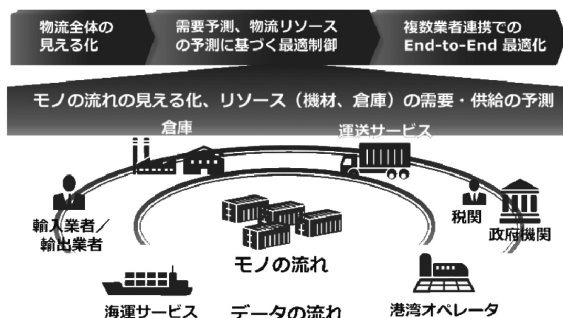 物流全体の
見える化
需要予測、物流リソース
の予測に基づく最適制御
複数業者連携での
End-to-End 最適化
モノの流れの見える化、リソース（機材、倉庫）の需要・供給の予測
倉庫
運送サービス
輸入業者／
輸出業者
税関
政府機関
モノの流れ
海運サービス
データの流れ
港湾オペレータ